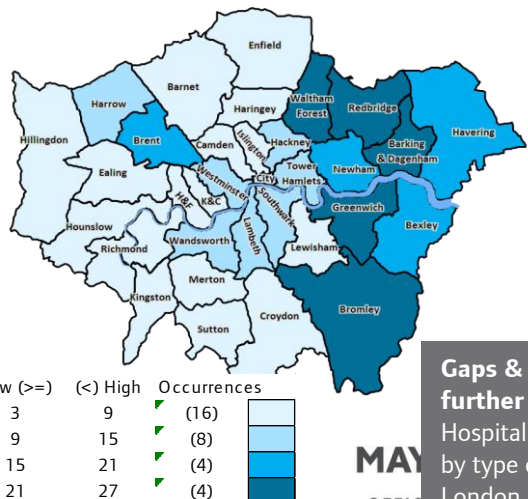 Enfield
Barnet
Haringey
Waltham
Forest
Redbridge
Havering
Harrow
Brent
Hillingdon
Camden
Islington
Hackney
Barking
& Dagenham
Newham
Ealing
Westminster
City
Tower
Hamlets
H&F
K&C
Southwark
Greenwich
Bexley
Hounslow
Richmond
Wandsworth
Lambeth
Lewisham
Merton
Kingston
Sutton
Croydon
Bromley
w (>=) (<) High Occurrences
3 9 (16)
9 15 (8)
15 21 (4)
21 27 (4)
Gaps &
further
Hospital
by type
London
MAY